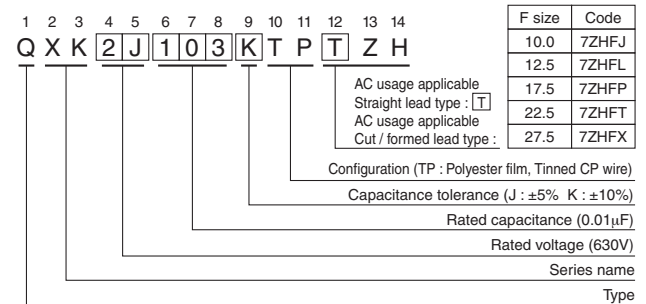 1 2 3 4 5 6 7 8 9 10 11 12 13 14
Q X K 2 J 1 0 3 K T P T Z H
F size Code
10.0 7ZHFJ
12.5 7ZHFL
17.5 7ZHFP
22.5 7ZHFT
27.5 7ZHFX
AC usage applicable
Straight lead type : T
AC usage applicable
Cut / formed lead type :
Configuration (TP : Polyester film, Tinned CP wire)
Capacitance tolerance (J : ±5% K : ±10%)
Rated capacitance (0.01μF)
Rated voltage (630V)
Series name
Type